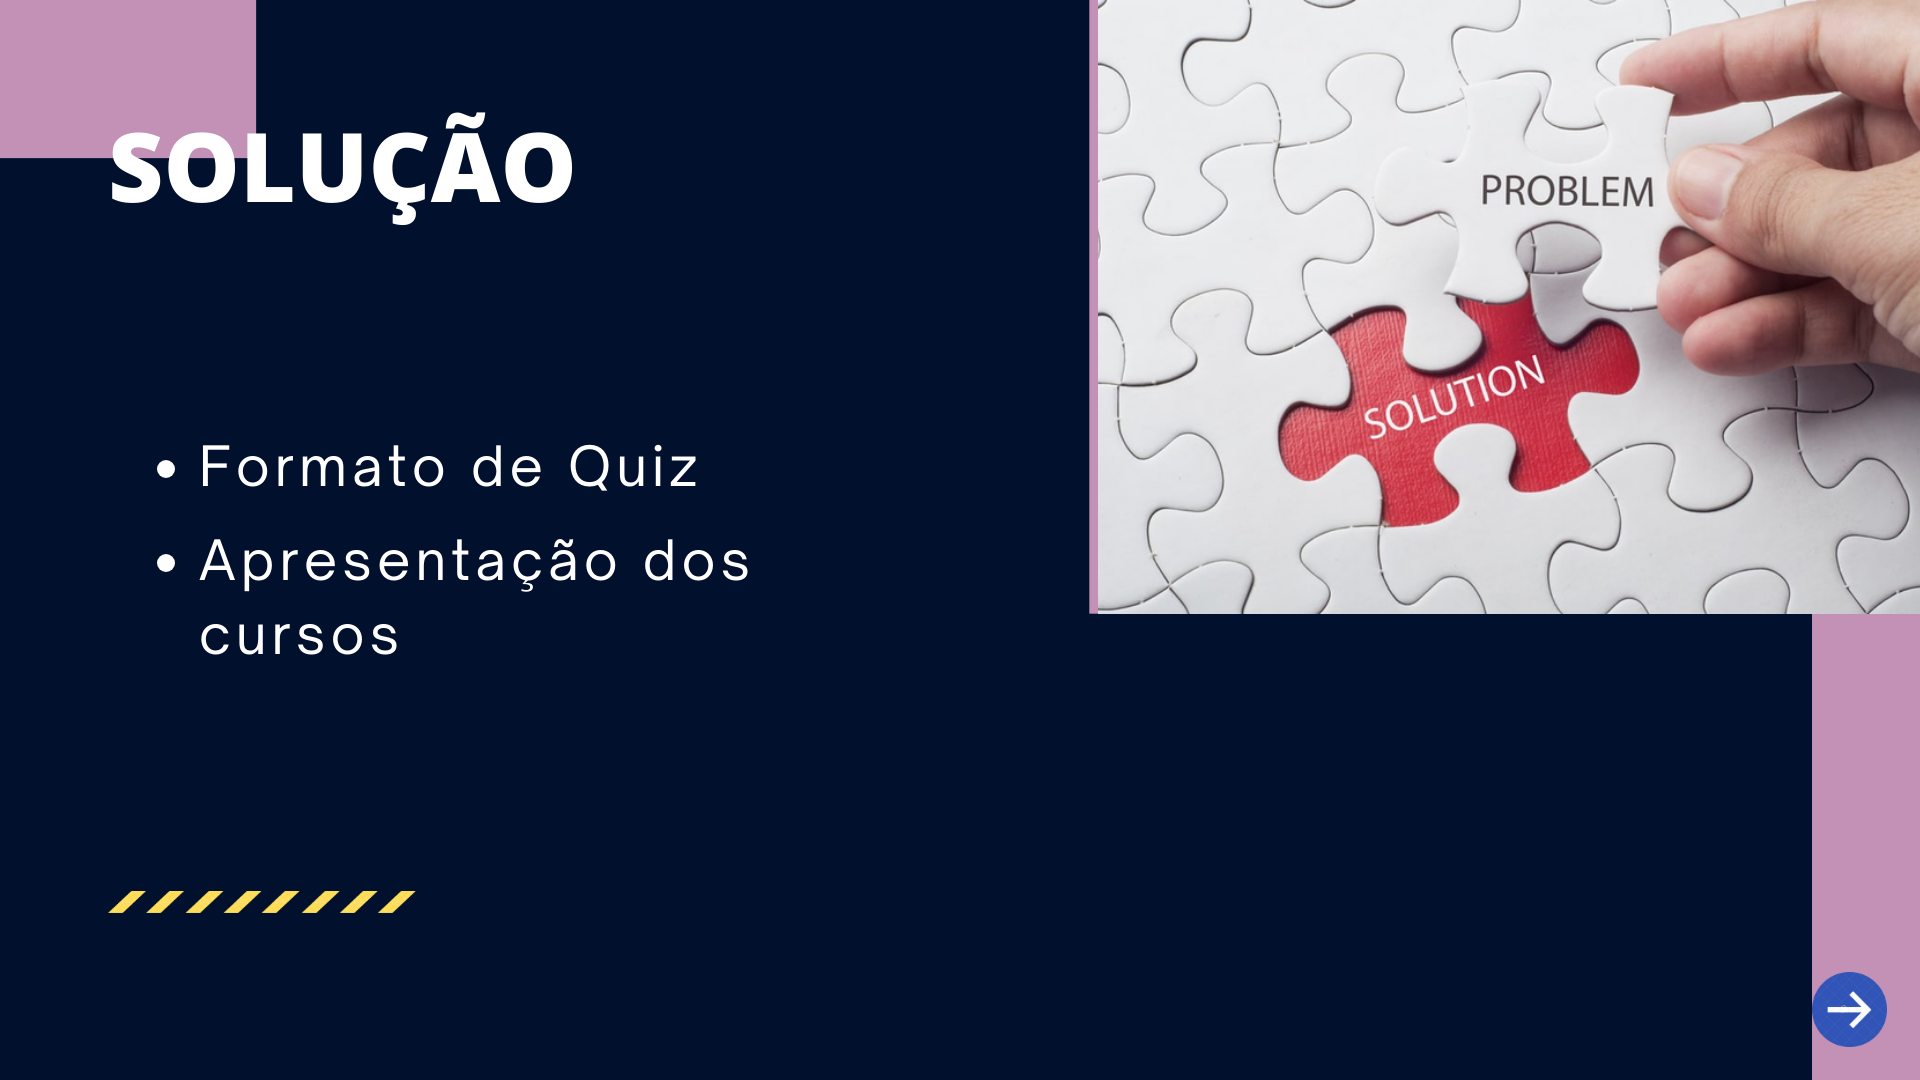 SOLUÇÃO
• Formato de Quiz
• Apresentação dos
cursos
PROBLEM
SOLUTION